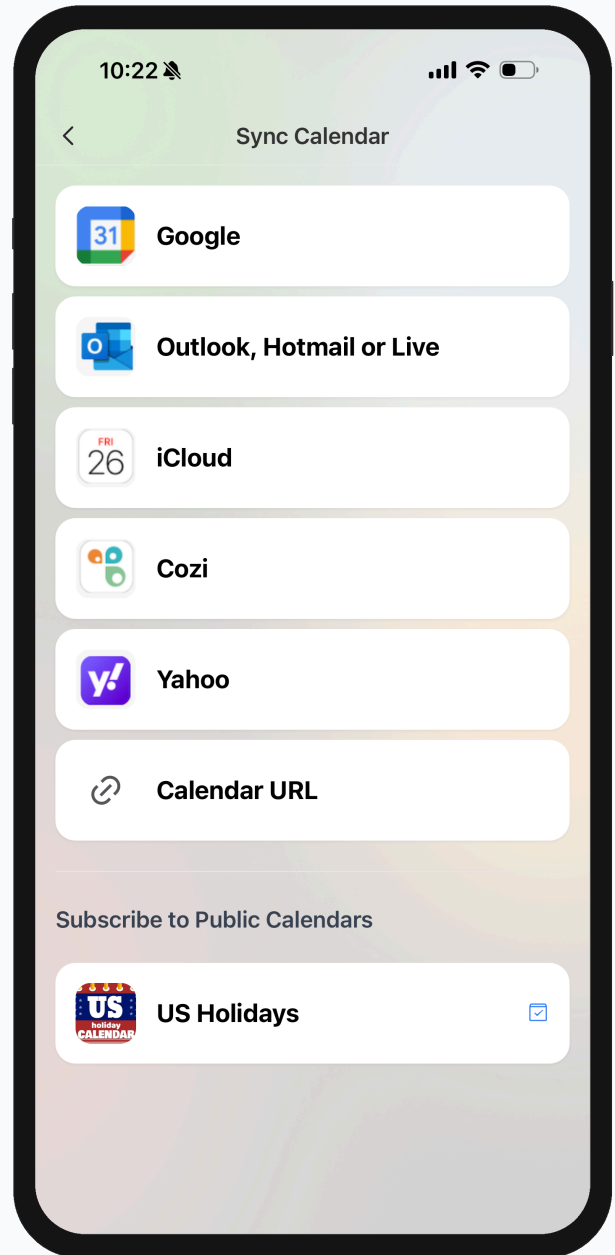 10:22
Sync Calendar
31
Google
O
Outlook, Hotmail or Live
FRI
26
iCloud
Cozi
y!
Yahoo
Calendar URL
Subscribe to Public Calendars
US
holiday
CALENDAR
US Holidays